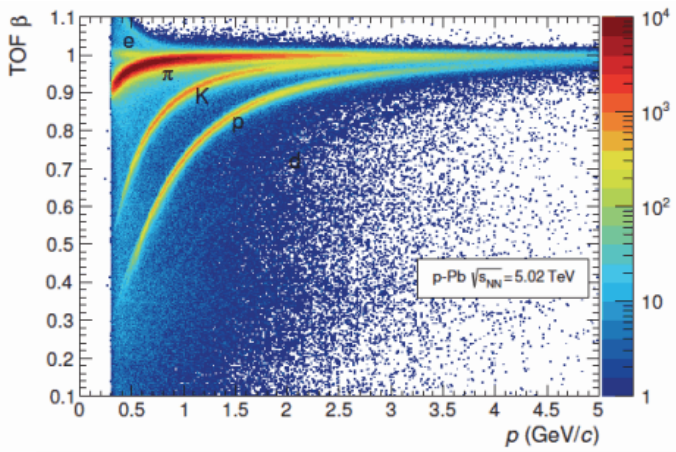 TOF β
1.1
1
0.9
0.8
0.7
0.6
0.5
0.4
0.3
0.2
0.1
e
π
K
p
d
p-Pb √sNN = 5.02 TeV
0 0.5 1 1.5 2 2.5 3 3.5 4 4.5 5
p (GeV/c)
10⁴
10³
10²
10
1